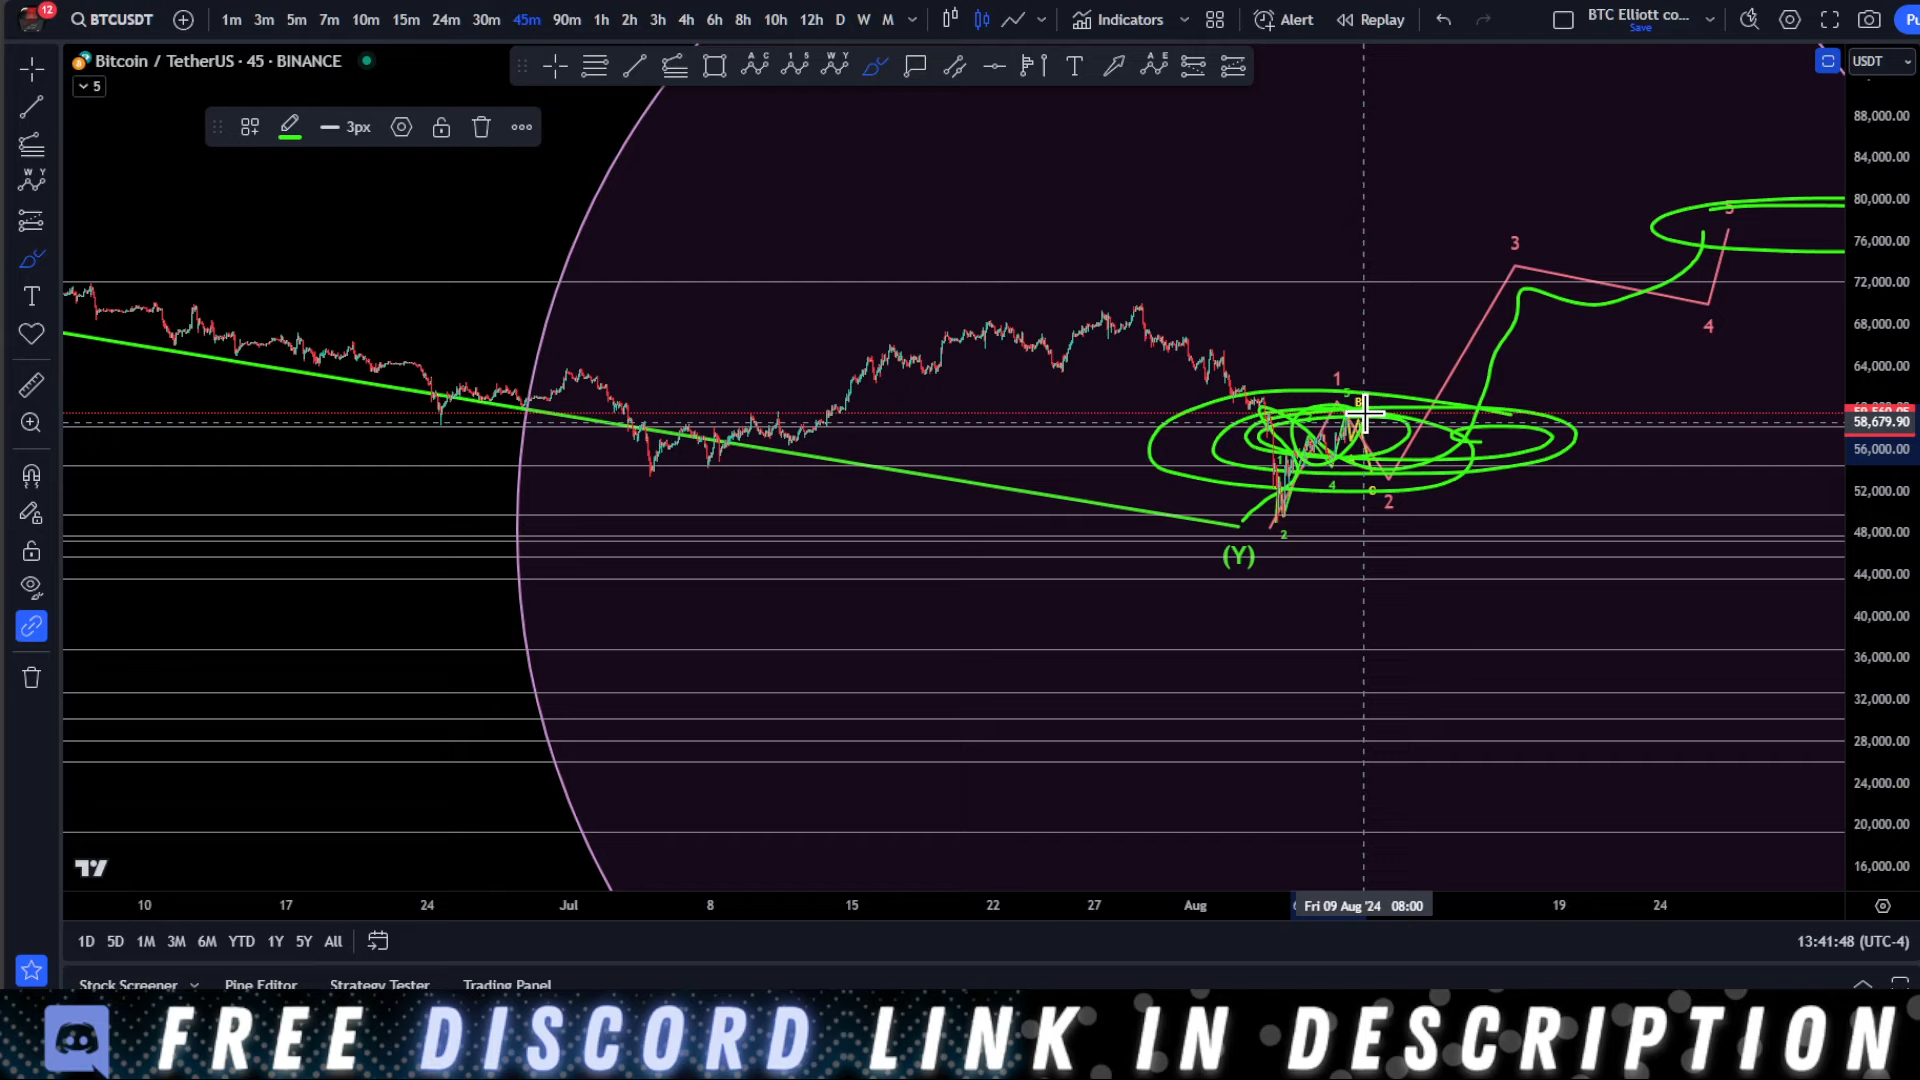 12
BTCUSDT
1m 3m 5m 7m 10m 15m 24m 30m 45m 90m 1h 2h 3h 4h 6h 8h 10h 12h D W M
Indicators
Alert
Replay
BTC Elliott co...
Save
Pu
Bitcoin / TetherUS · 45 · BINANCE
5
3px
USDT
88,000.00
84,000.00
80,000.00
76,000.00
72,000.00
68,000.00
64,000.00
58,679.90
56,000.00
52,000.00
48,000.00
44,000.00
40,000.00
36,000.00
32,000.00
28,000.00
24,000.00
20,000.00
16,000.00
5
3
4
1
5
B
1
4
2
2
(Y)
10 17 24 Jul 8 15 22 27 Aug Fri 09 Aug '24 08:00 19 24
1D 5D 1M 3M 6M YTD 1Y 5Y All
13:41:48 (UTC-4)
Stock Screener Pine Editor Strategy Tester Trading Panel
FREE DISCORD LINK IN DESCRIPTION